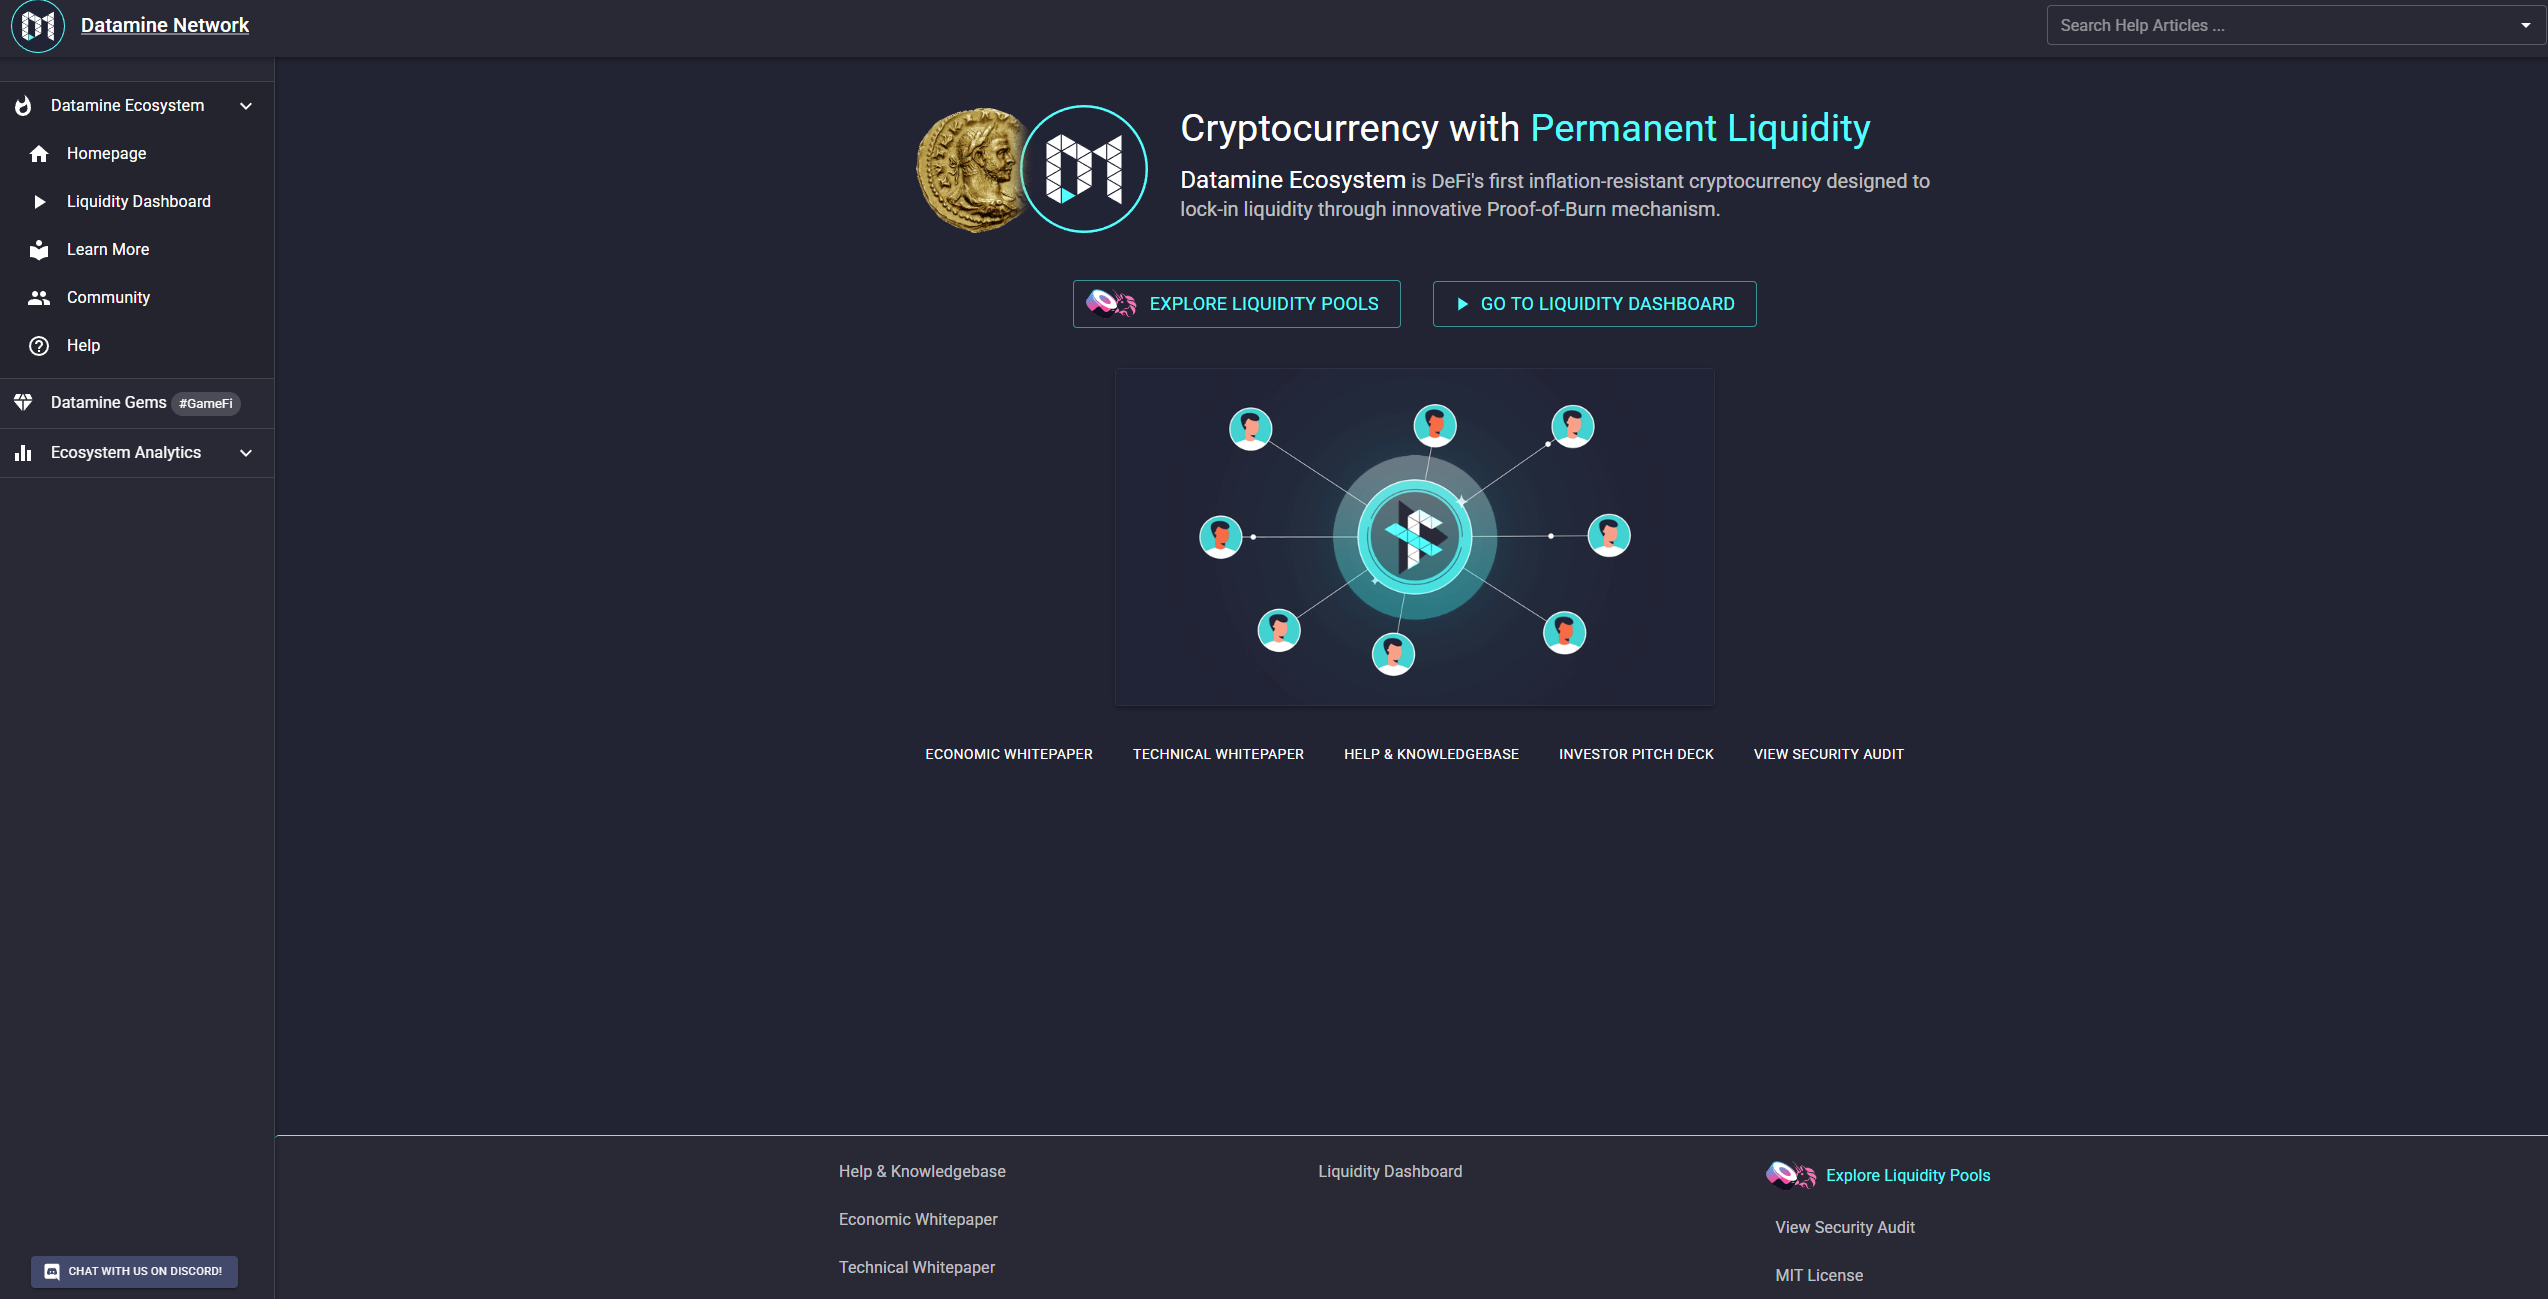 Datamine Network
Search Help Articles ...
Datamine Ecosystem
Homepage
Liquidity Dashboard
Learn More
Community
Help
Datamine Gems #GameFi
Ecosystem Analytics
CHAT WITH US ON DISCORD!
Cryptocurrency with Permanent Liquidity
Datamine Ecosystem is DeFi's first inflation-resistant cryptocurrency designed to
lock-in liquidity through innovative Proof-of-Burn mechanism.
EXPLORE LIQUIDITY POOLS
GO TO LIQUIDITY DASHBOARD
ECONOMIC WHITEPAPER
TECHNICAL WHITEPAPER
HELP & KNOWLEDGEBASE
INVESTOR PITCH DECK
VIEW SECURITY AUDIT
Help & Knowledgebase
Economic Whitepaper
Technical Whitepaper
Liquidity Dashboard
Explore Liquidity Pools
View Security Audit
MIT License